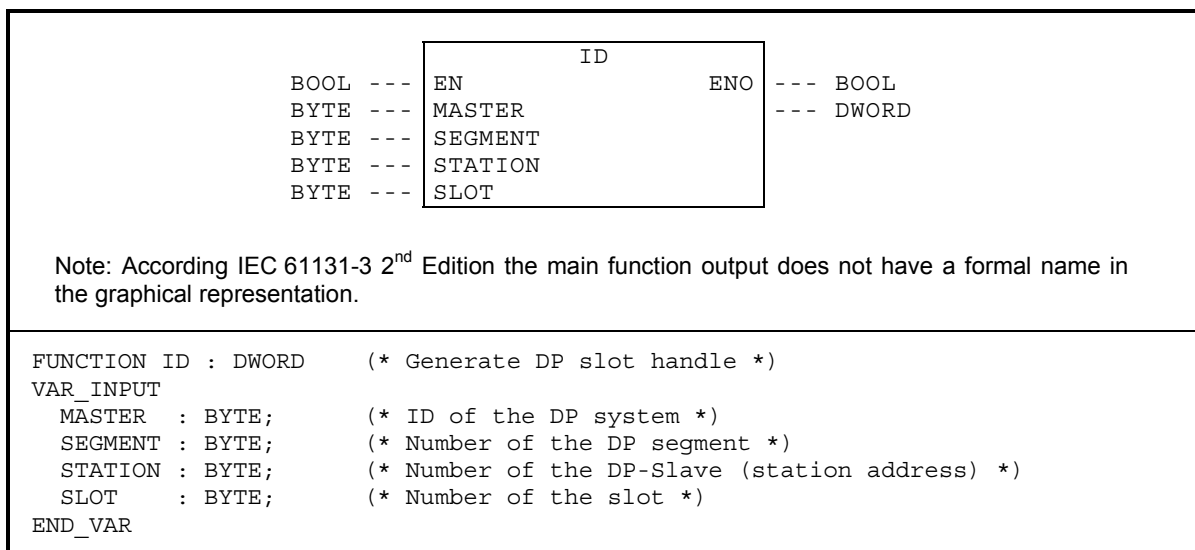 ID
BOOL --- EN ENO --- BOOL
BYTE --- MASTER --- DWORD
BYTE --- SEGMENT
BYTE --- STATION
BYTE --- SLOT
Note: According IEC 61131-3 2nd Edition the main function output does not have a formal name in
the graphical representation.
FUNCTION ID : DWORD (* Generate DP slot handle *)
VAR_INPUT
MASTER : BYTE; (* ID of the DP system *)
SEGMENT : BYTE; (* Number of the DP segment *)
STATION : BYTE; (* Number of the DP-Slave (station address) *)
SLOT : BYTE; (* Number of the slot *)
END_VAR